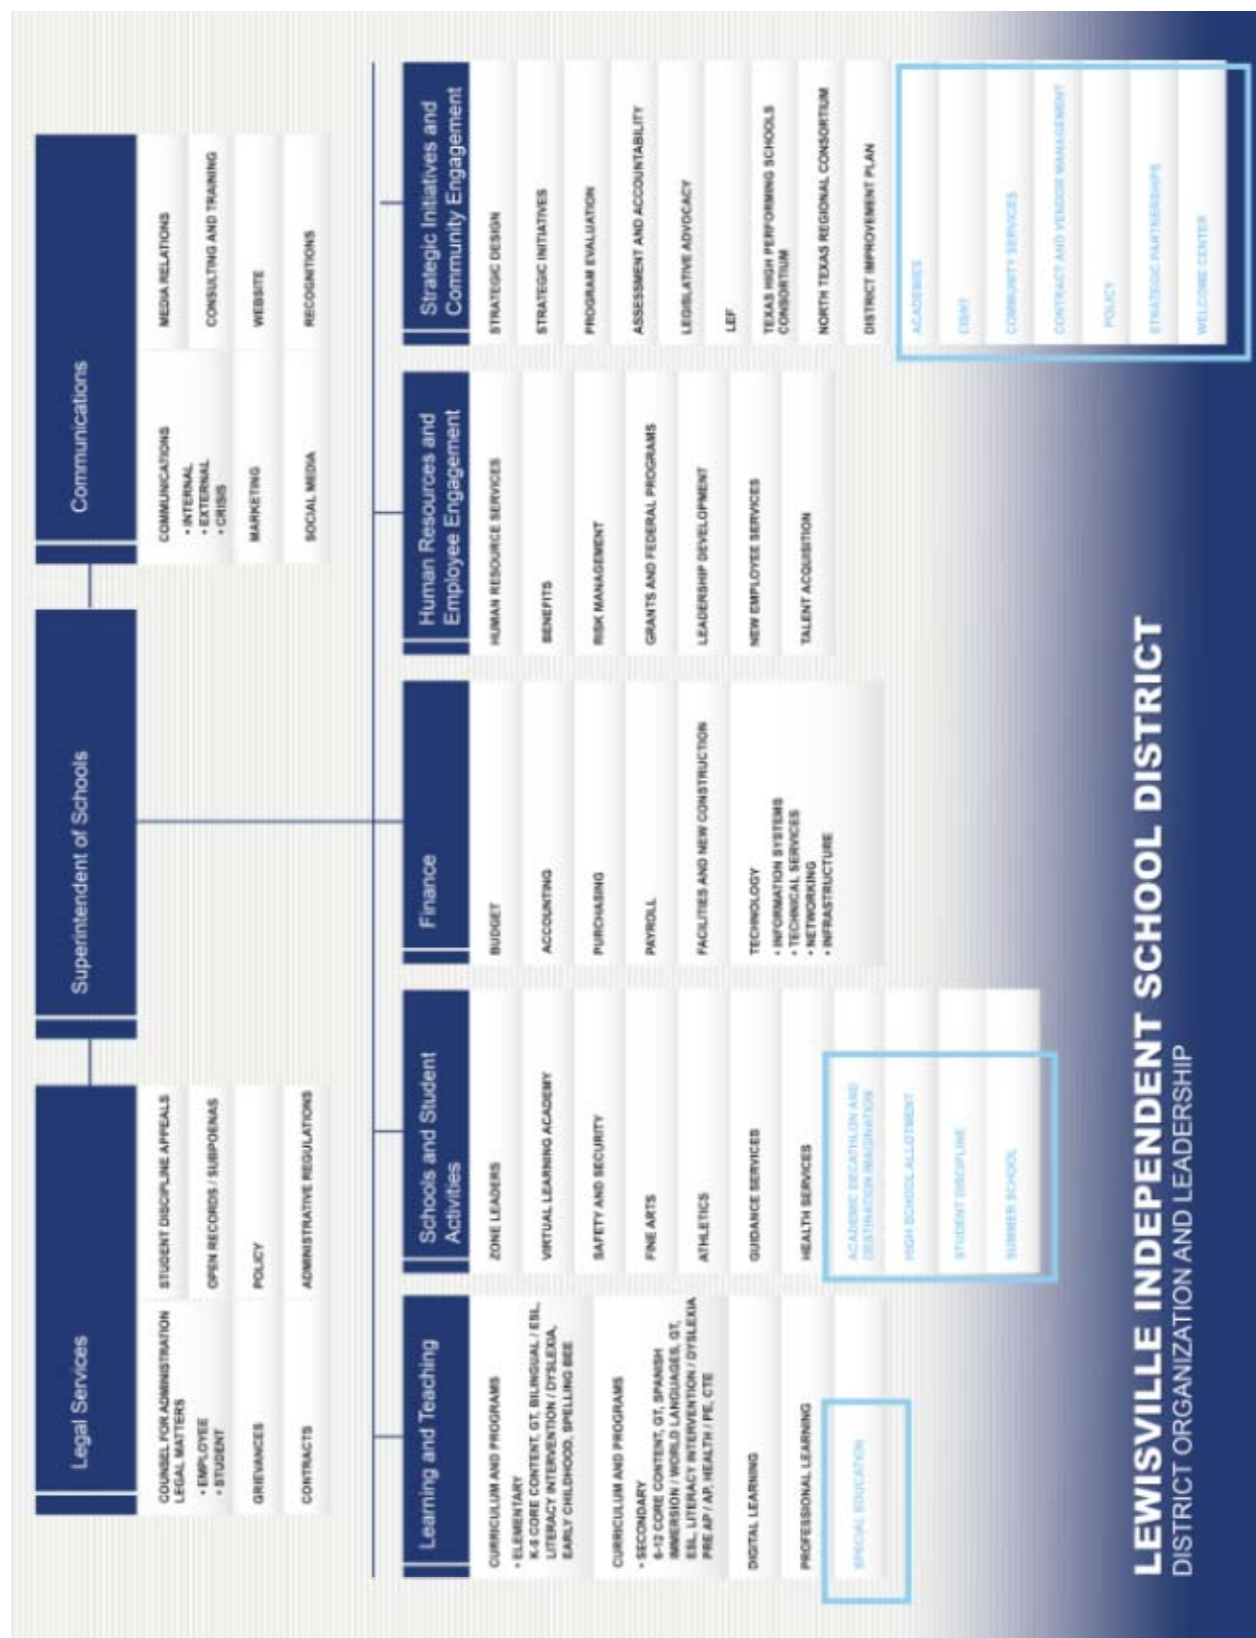 Superintendent of Schools
Legal Services
COUNSEL FOR ADMINISTRATION
LEGAL MATTERS
• EMPLOYEE
• STUDENT
GRIEVANCES
CONTRACTS
STUDENT DISCIPLINE APPEALS
OPEN RECORDS / SUBPOENAS
POLICY
ADMINISTRATIVE REGULATIONS
Communications
COMMUNICATIONS
• INTERNAL
• EXTERNAL
• CRISIS
MARKETING
SOCIAL MEDIA
MEDIA RELATIONS
CONSULTING AND TRAINING
WEBSITE
RECOGNITIONS
Learning and Teaching
CURRICULUM AND PROGRAMS
• ELEMENTARY
K-5 CORE CONTENT, GT, BILINGUAL / ESL,
LITERACY INTERVENTION / DYSLEXIA,
EARLY CHILDHOOD, SPELLING BEE
CURRICULUM AND PROGRAMS
• SECONDARY
6-12 CORE CONTENT, GT, SPANISH
IMMERSION / WORLD LANGUAGES, GT,
ESL, LITERACY INTERVENTION / DYSLEXIA
PRE AP / AP, HEALTH / PE, CTE
DIGITAL LEARNING
PROFESSIONAL LEARNING
SPECIAL EDUCATION
Schools and Student
Activities
ZONE LEADERS
VIRTUAL LEARNING ACADEMY
SAFETY AND SECURITY
FINE ARTS
ATHLETICS
GUIDANCE SERVICES
HEALTH SERVICES
ACADEMIC DECATHLON AND
DESTINATION IMAGINATION
HIGH SCHOOL ALLOTMENT
STUDENT DISCIPLINE
SUMMER SCHOOL
Finance
BUDGET
ACCOUNTING
PURCHASING
PAYROLL
FACILITIES AND NEW CONSTRUCTION
TECHNOLOGY
• INFORMATION SYSTEMS
• TECHNICAL SERVICES
• NETWORKING
• INFRASTRUCTURE
Human Resources and
Employee Engagement
HUMAN RESOURCE SERVICES
BENEFITS
RISK MANAGEMENT
GRANTS AND FEDERAL PROGRAMS
LEADERSHIP DEVELOPMENT
NEW EMPLOYEE SERVICES
TALENT ACQUISITION
Strategic Initiatives and
Community Engagement
STRATEGIC DESIGN
STRATEGIC INITIATIVES
PROGRAM EVALUATION
ASSESSMENT AND ACCOUNTABILITY
LEGISLATIVE ADVOCACY
LEF
TEXAS HIGH PERFORMING SCHOOLS
CONSORTIUM
NORTH TEXAS REGIONAL CONSORTIUM
DISTRICT IMPROVEMENT PLAN
ACADEMIES
COMMUNITY SERVICES
CONTRACT AND VENDOR MANAGEMENT
POLICY
STRATEGIC PARTNERSHIPS
WELCOME CENTER
LEWISVILLE INDEPENDENT SCHOOL DISTRICT
DISTRICT ORGANIZATION AND LEADERSHIP